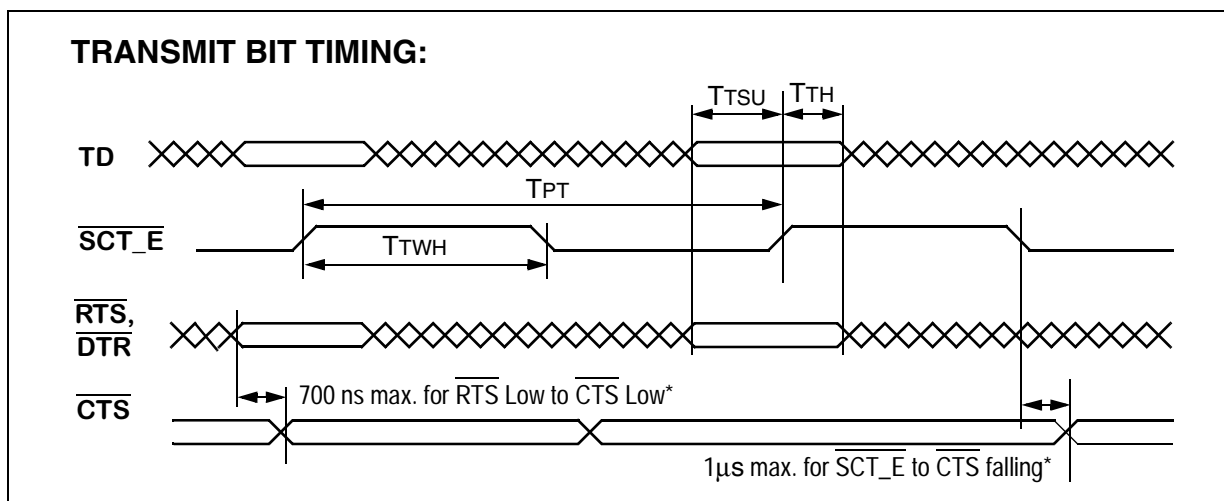 TRANSMIT BIT TIMING:
TTSU TTH
TD
TPT
SCT_E
TTWH
RTS,
DTR
700 ns max. for RTS Low to CTS Low*
CTS
1μs max. for SCT_E to CTS falling*